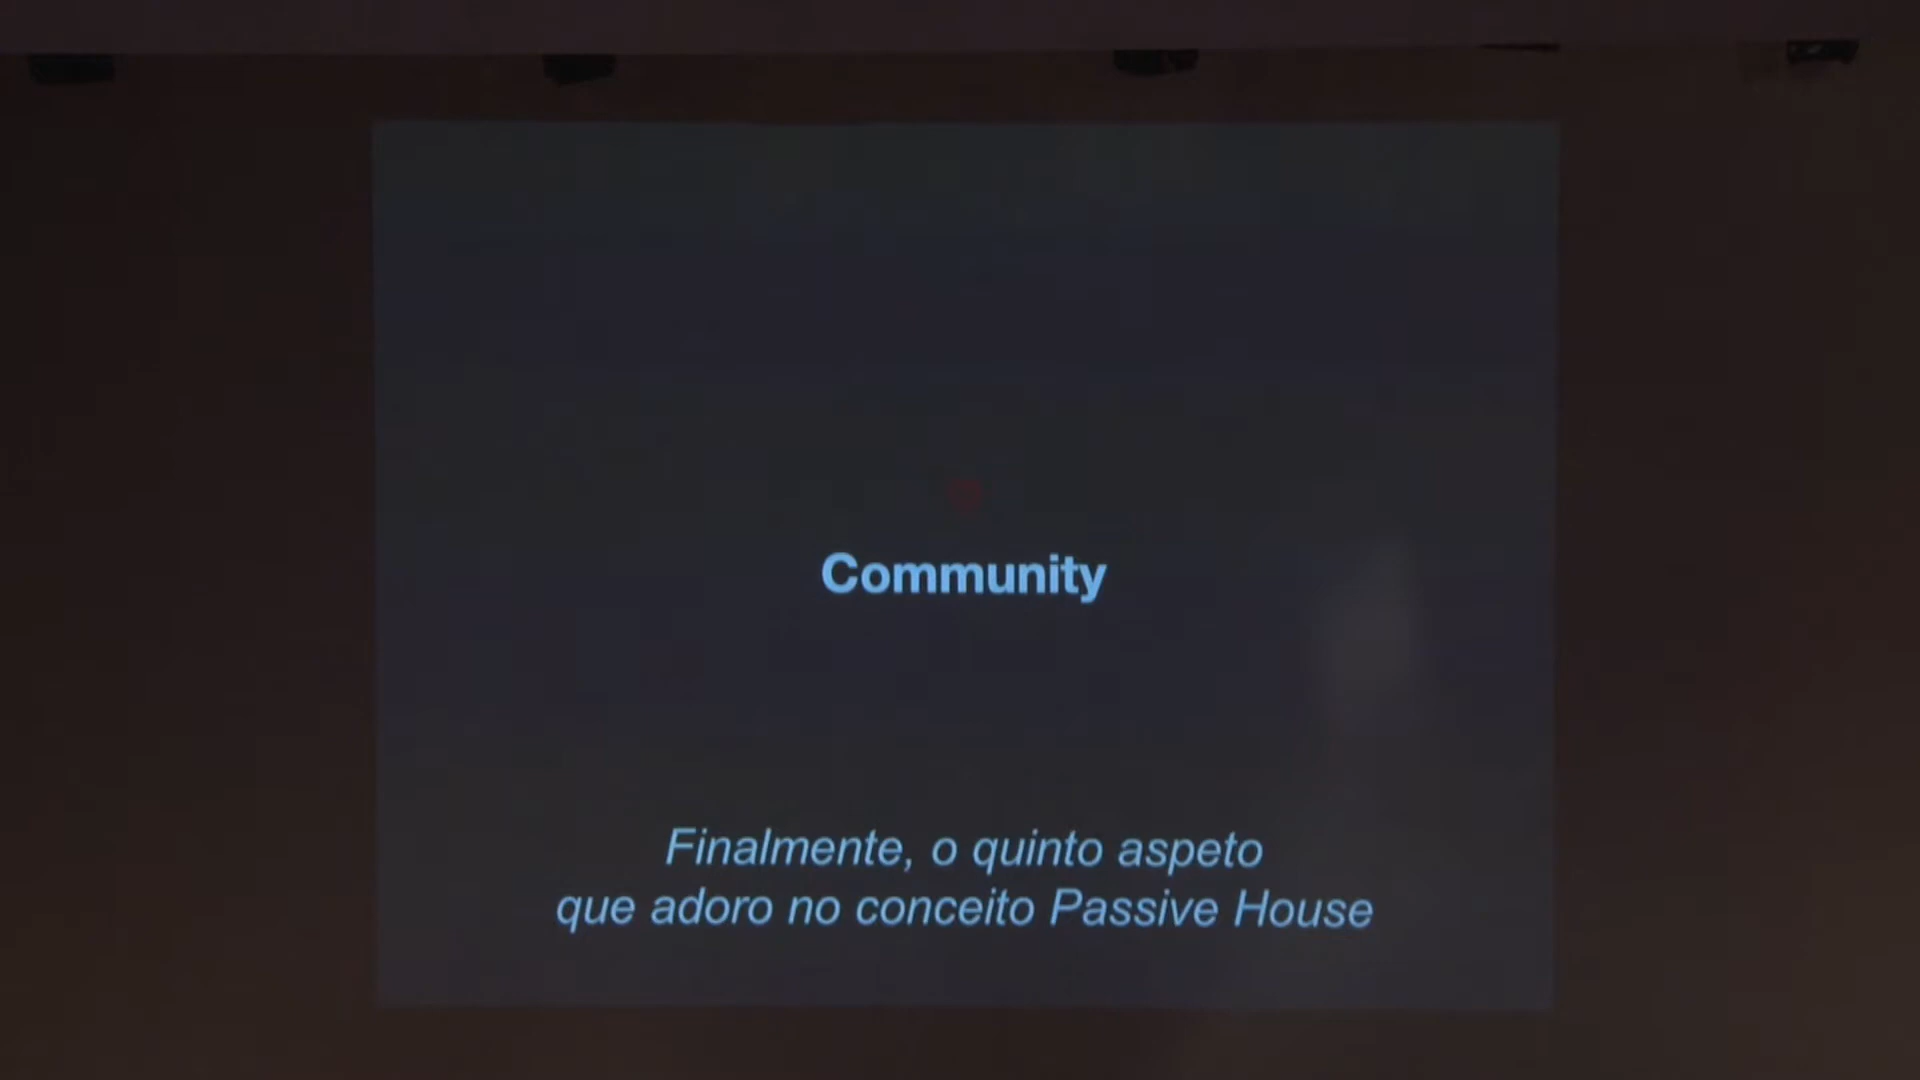 Community
Finalmente, o quinto aspeto
que adoro no conceito Passive House